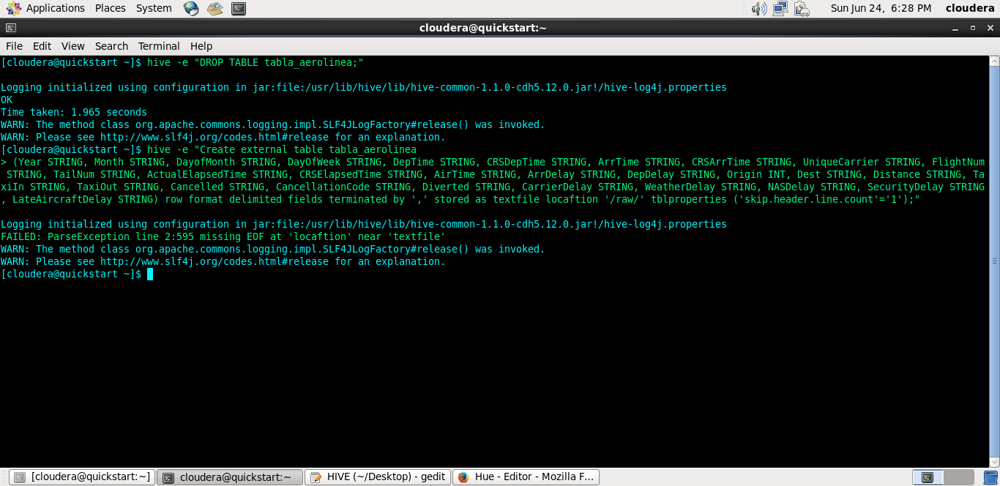 Applications Places System
Sun Jun 24, 6:28 PM cloudera
cloudera@quickstart:~
File Edit View Search Terminal Help
[cloudera@quickstart ~]$ hive -e "DROP TABLE tabla_aerolinea;"
Logging initialized using configuration in jar:file:/usr/lib/hive/lib/hive-common-1.1.0-cdh5.12.0.jar!/hive-log4j.properties
OK
Time taken: 1.965 seconds
WARN: The method class org.apache.commons.logging.impl.SLF4JLogFactory#release() was invoked.
WARN: Please see http://www.slf4j.org/codes.html#release for an explanation.
[cloudera@quickstart ~]$ hive -e "Create external table tabla_aerolinea
> (Year STRING, Month STRING, DayofMonth STRING, DayOfWeek STRING, DepTime STRING, CRSDepTime STRING, ArrTime STRING, CRSArrTime STRING, UniqueCarrier STRING, FlightNum
STRING, TailNum STRING, ActualElapsedTime STRING, CRSElapsedTime STRING, AirTime STRING, ArrDelay STRING, DepDelay STRING, Origin INT, Dest STRING, Distance STRING, Ta
xiIn STRING, TaxiOut STRING, Cancelled STRING, CancellationCode STRING, Diverted STRING, CarrierDelay STRING, WeatherDelay STRING, NASDelay STRING, SecurityDelay STRING
, LateAircraftDelay STRING) row format delimited fields terminated by ',' stored as textfile locaftion '/raw/' tblproperties ('skip.header.line.count'='1');"
Logging initialized using configuration in jar:file:/usr/lib/hive/lib/hive-common-1.1.0-cdh5.12.0.jar!/hive-log4j.properties
FAILED: ParseException line 2:595 missing EOF at 'locaftion' near 'textfile'
WARN: The method class org.apache.commons.logging.impl.SLF4JLogFactory#release() was invoked.
WARN: Please see http://www.slf4j.org/codes.html#release for an explanation.
[cloudera@quickstart ~]$
[cloudera@quickstart:~] cloudera@quickstart:~ HIVE (~/Desktop) - gedit Hue - Editor - Mozilla F...